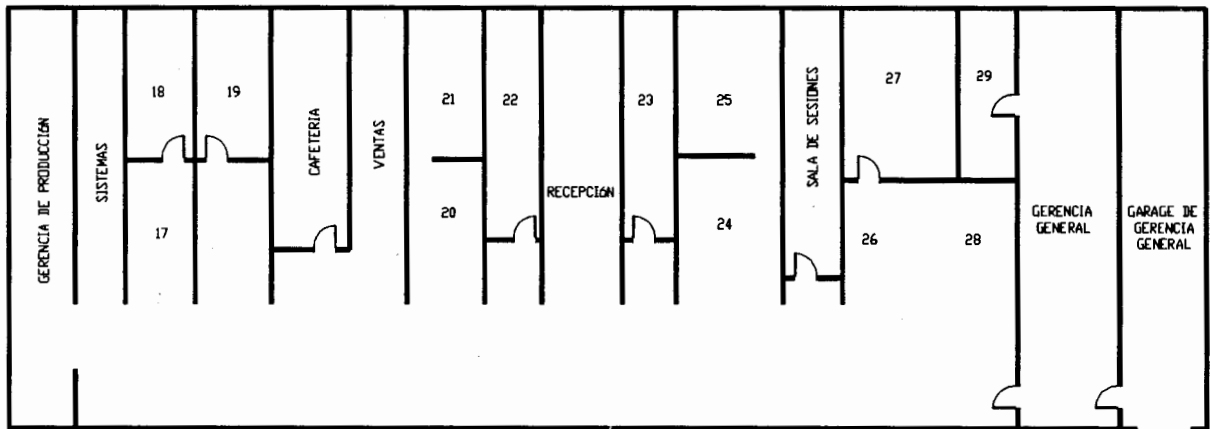 GERENCIA DE PRODUCCIóN
SISTEMAS
18
17
19
CAFETERIA
VENTAS
21
20
22
RECEPCIóN
23
25
24
SALA DE SESIONES
27
26
29
28
GERENCIA
GENERAL
GARAGE DE
GERENCIA
GENERAL